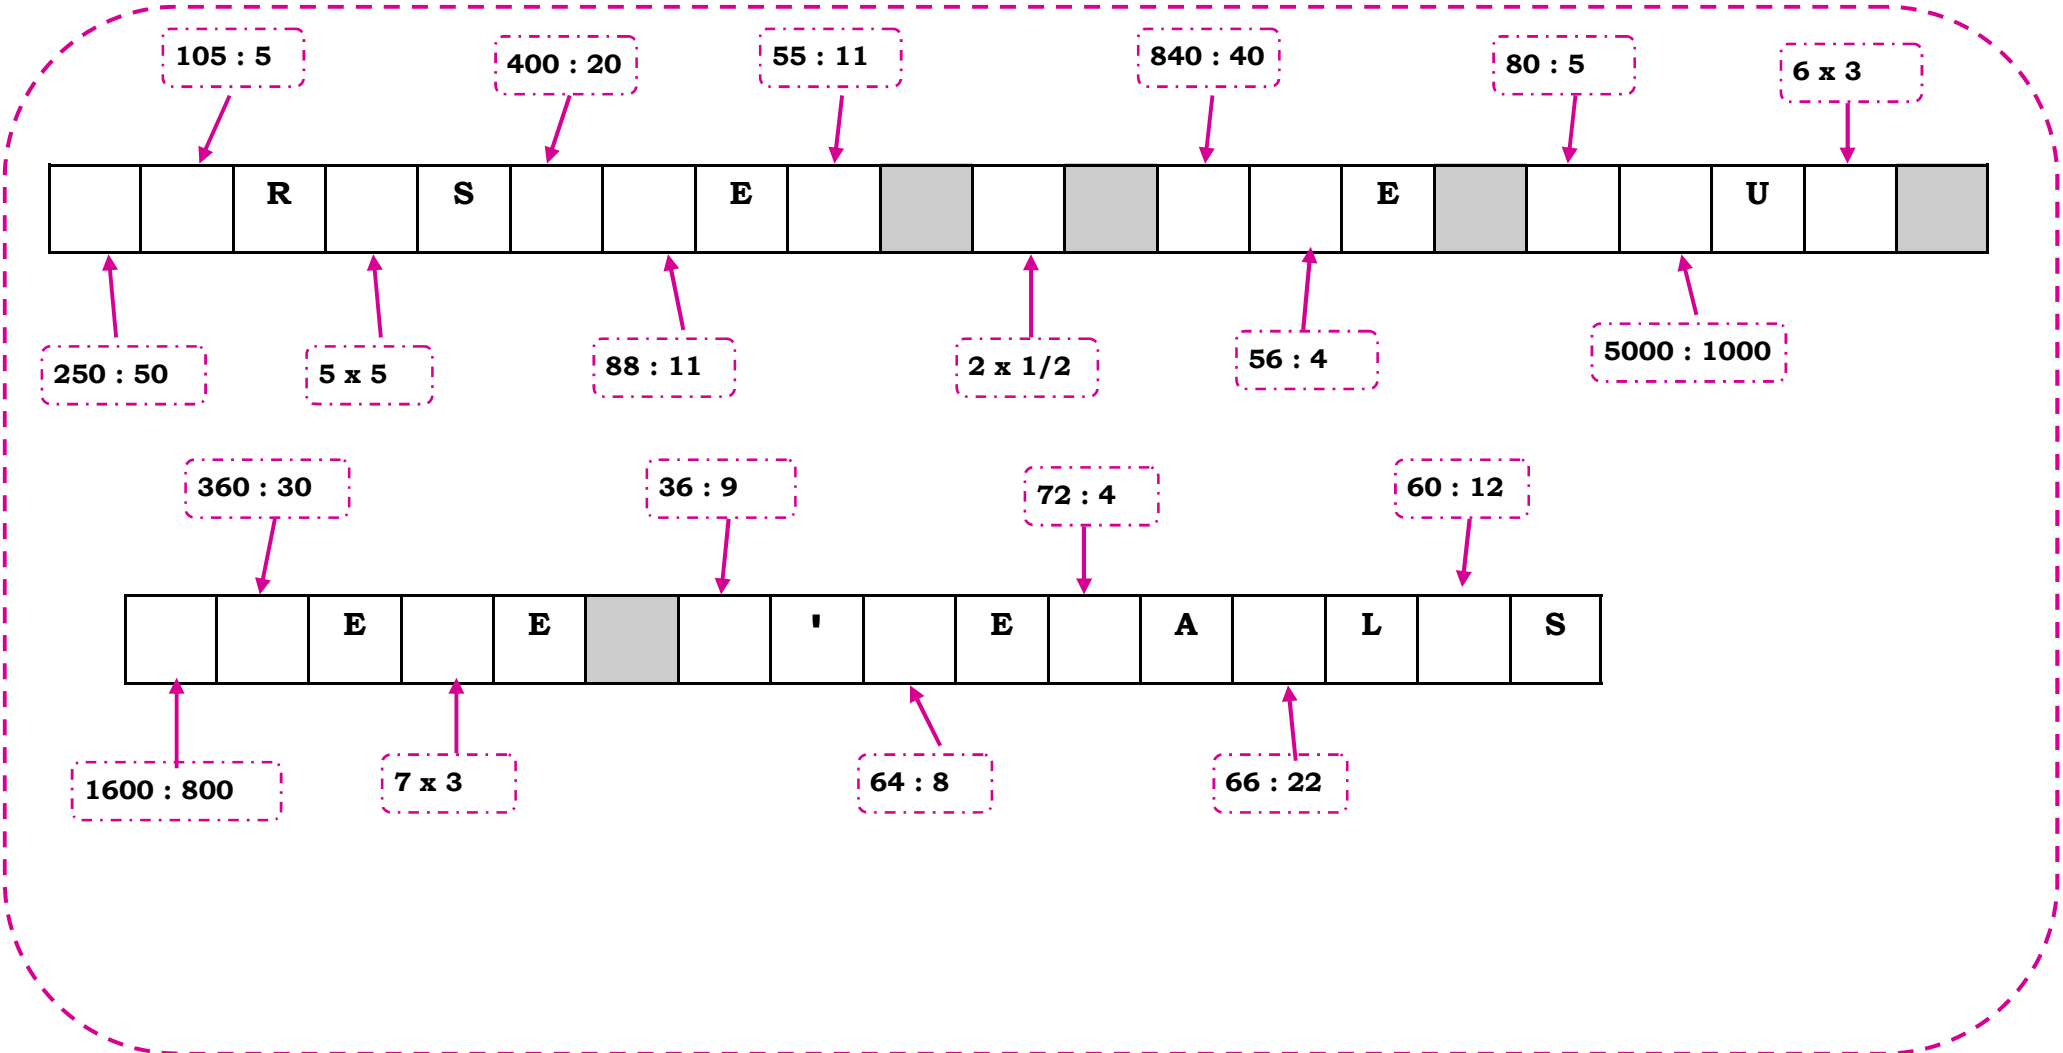 105 : 5 400 : 20 55 : 11 840 : 40 80 : 5 6 x 3
R S E E U
250 : 50 5 x 5 88 : 11 2 x 1/2 56 : 4 5000 : 1000
360 : 30 36 : 9 72 : 4 60 : 12
E E ' E A L S
1600 : 800 7 x 3 64 : 8 66 : 22